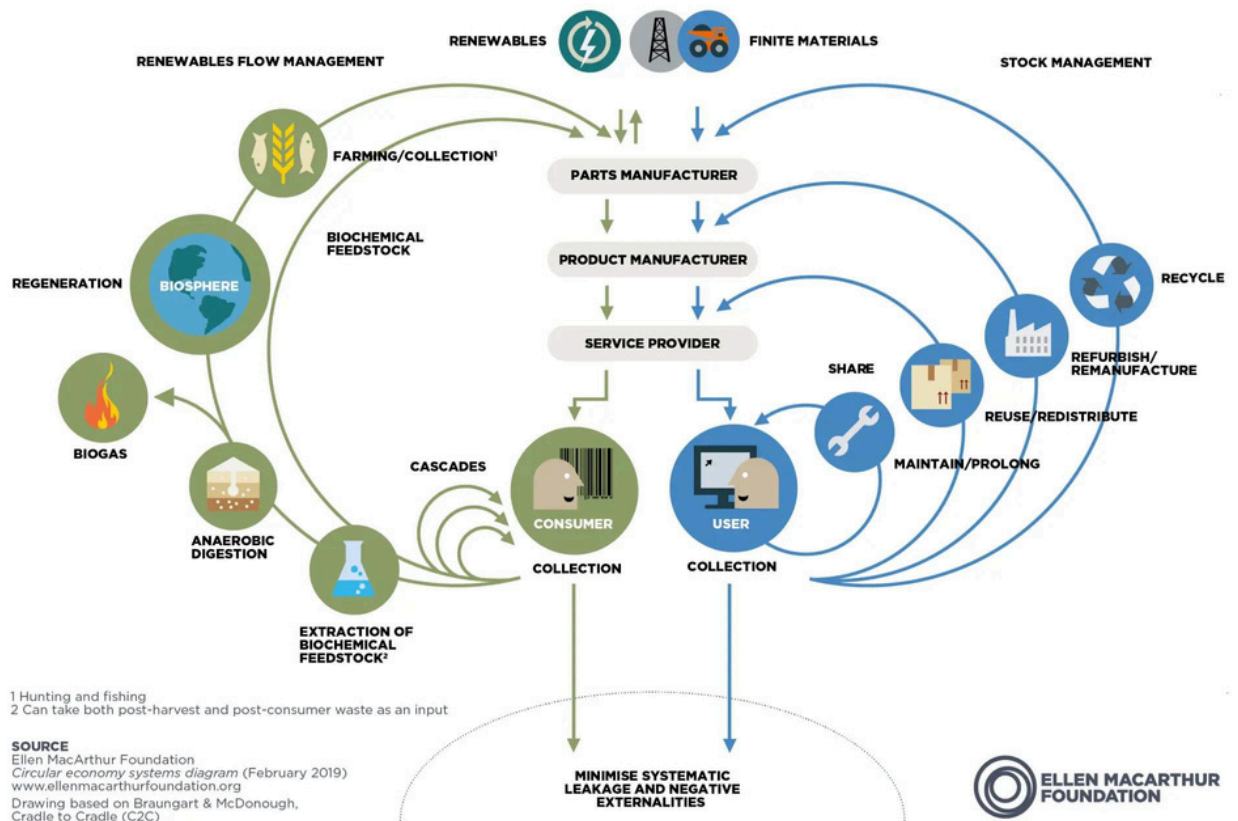 RENEWABLES
FINITE MATERIALS
RENEWABLES FLOW MANAGEMENT
STOCK MANAGEMENT
FARMING/COLLECTION¹
PARTS MANUFACTURER
BIOCHEMICAL
FEEDSTOCK
PRODUCT MANUFACTURER
REGENERATION
BIOSPHERE
RECYCLE
SERVICE PROVIDER
SHARE
REFURBISH/
REMANUFACTURE
REUSE/REDISTRIBUTE
BIOGAS
CASCADES
MAINTAIN/PROLONG
CONSUMER
USER
ANAEROBIC
DIGESTION
COLLECTION
COLLECTION
EXTRACTION OF
BIOCHEMICAL
FEEDSTOCK²
1 Hunting and fishing
2 Can take both post-harvest and post-consumer waste as an input
SOURCE
Ellen MacArthur Foundation
Circular economy systems diagram (February 2019)
www.ellenmacarthurfoundation.org
Drawing based on Braungart & McDonough,
Cradle to Cradle (C2C)
MINIMISE SYSTEMATIC
LEAKAGE AND NEGATIVE
EXTERNALITIES
ELLEN MACARTHUR
FOUNDATION